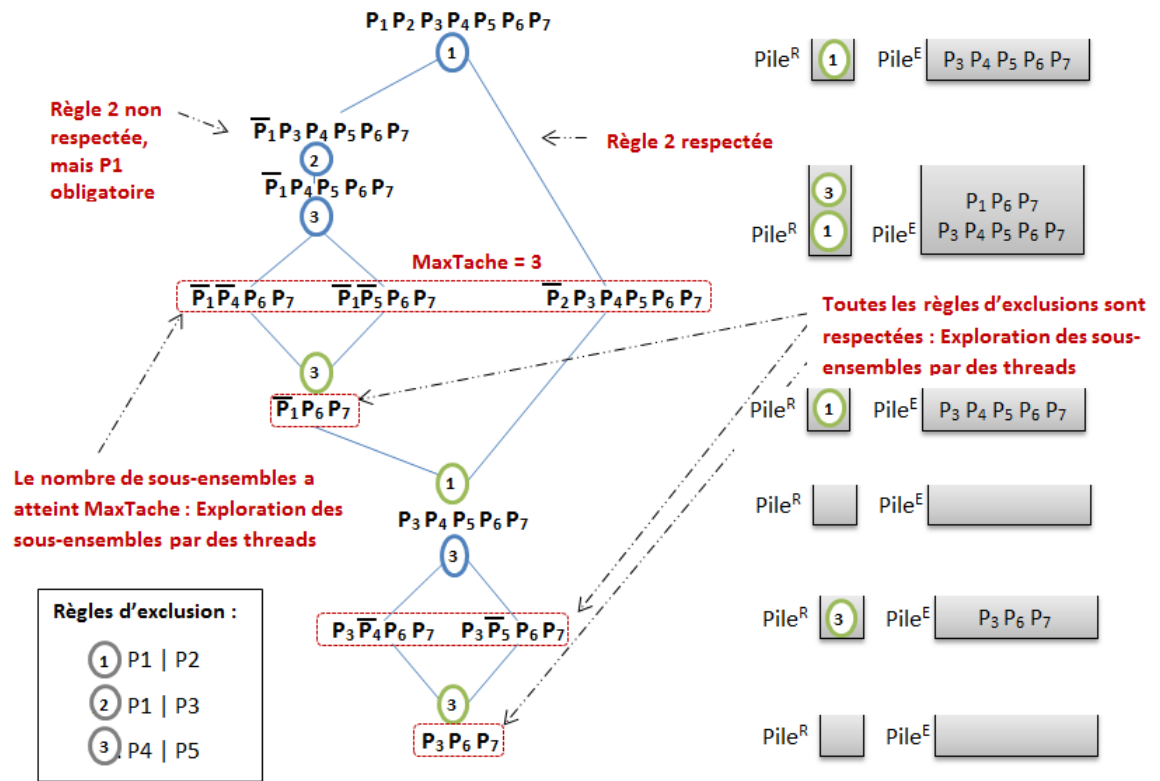 P₁ P₂ P₃ P₄ P₅ P₆ P₇
1
Règle 2 non
respectée,
mais P1
obligatoire
P̅₁ P₃ P₄ P₅ P₆ P₇
2
P̅₁ P₄ P₅ P₆ P₇
3
Règle 2 respectée
MaxTache = 3
P̅₁ P̅₄ P₆ P₇
P̅₁ P̅₅ P₆ P₇
P̅₂ P₃ P₄ P₅ P₆ P₇
3
P̅₁ P₆ P₇
Toutes les règles d’exclusions sont
respectées : Exploration des sous-
ensembles par des threads
Le nombre de sous-ensembles a
atteint MaxTache : Exploration des
sous-ensembles par des threads
1
P₃ P₄ P₅ P₆ P₇
3
P₃ P̅₄ P₆ P₇
P₃ P̅₅ P₆ P₇
3
P₃ P₆ P₇
Règles d’exclusion :
1 P1 | P2
2 P1 | P3
3. P4 | P5
Pileᴿ 1 Pileᴱ P₃ P₄ P₅ P₆ P₇
3 P₁ P₆ P₇
Pileᴿ 1 Pileᴱ P₃ P₄ P₅ P₆ P₇
Pileᴿ 1 Pileᴱ P₃ P₄ P₅ P₆ P₇
Pileᴿ Pileᴱ
Pileᴿ 3 Pileᴱ P₃ P₆ P₇
Pileᴿ Pileᴱ